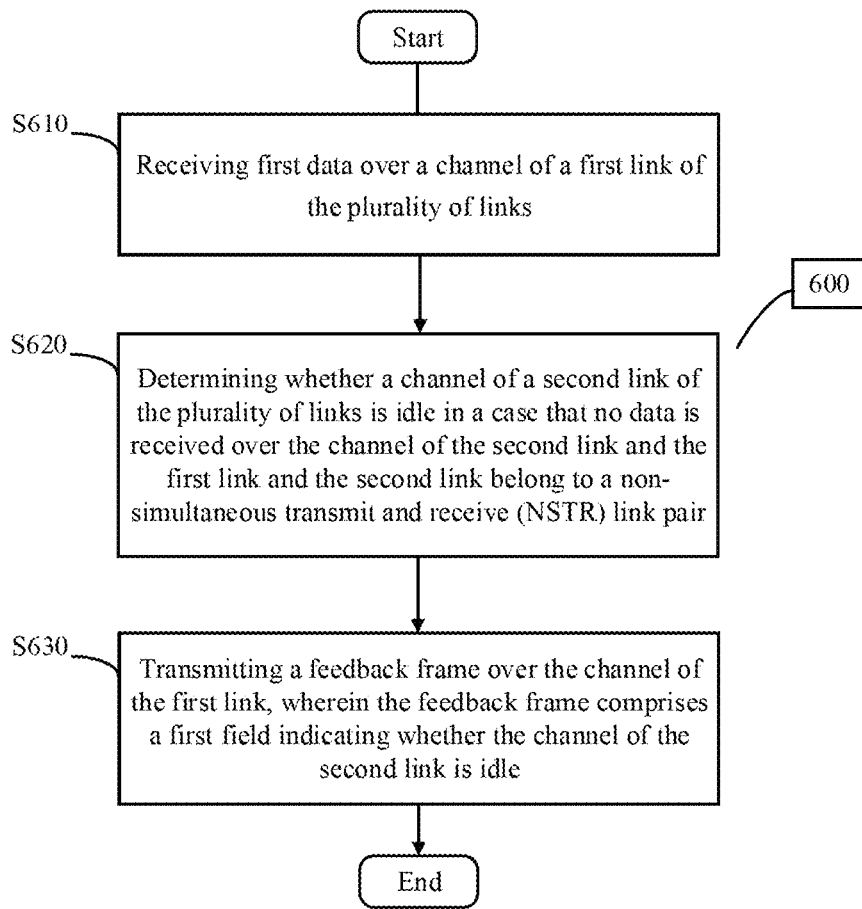 Start
S610
Receiving first data over a channel of a first link of
the plurality of links
600
S620
Determining whether a channel of a second link of
the plurality of links is idle in a case that no data is
received over the channel of the second link and the
first link and the second link belong to a non-
simultaneous transmit and receive (NSTR) link pair
S630
Transmitting a feedback frame over the channel of
the first link, wherein the feedback frame comprises
a first field indicating whether the channel of the
second link is idle
End